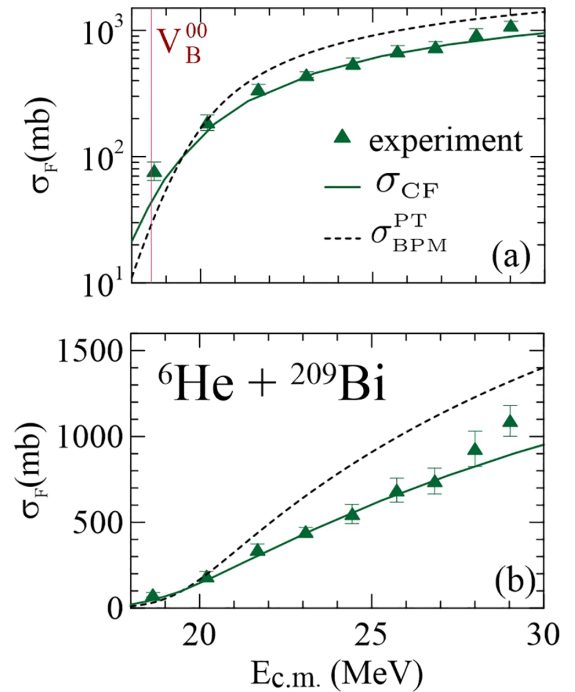 10³
V_B^00
10²
10¹
σ_F(mb)
experiment
σ_CF
σ_BPM^PT
(a)
1500
1000
500
0
σ_F(mb)
⁶He + ²⁰⁹Bi
(b)
20 25 30
E_c.m. (MeV)